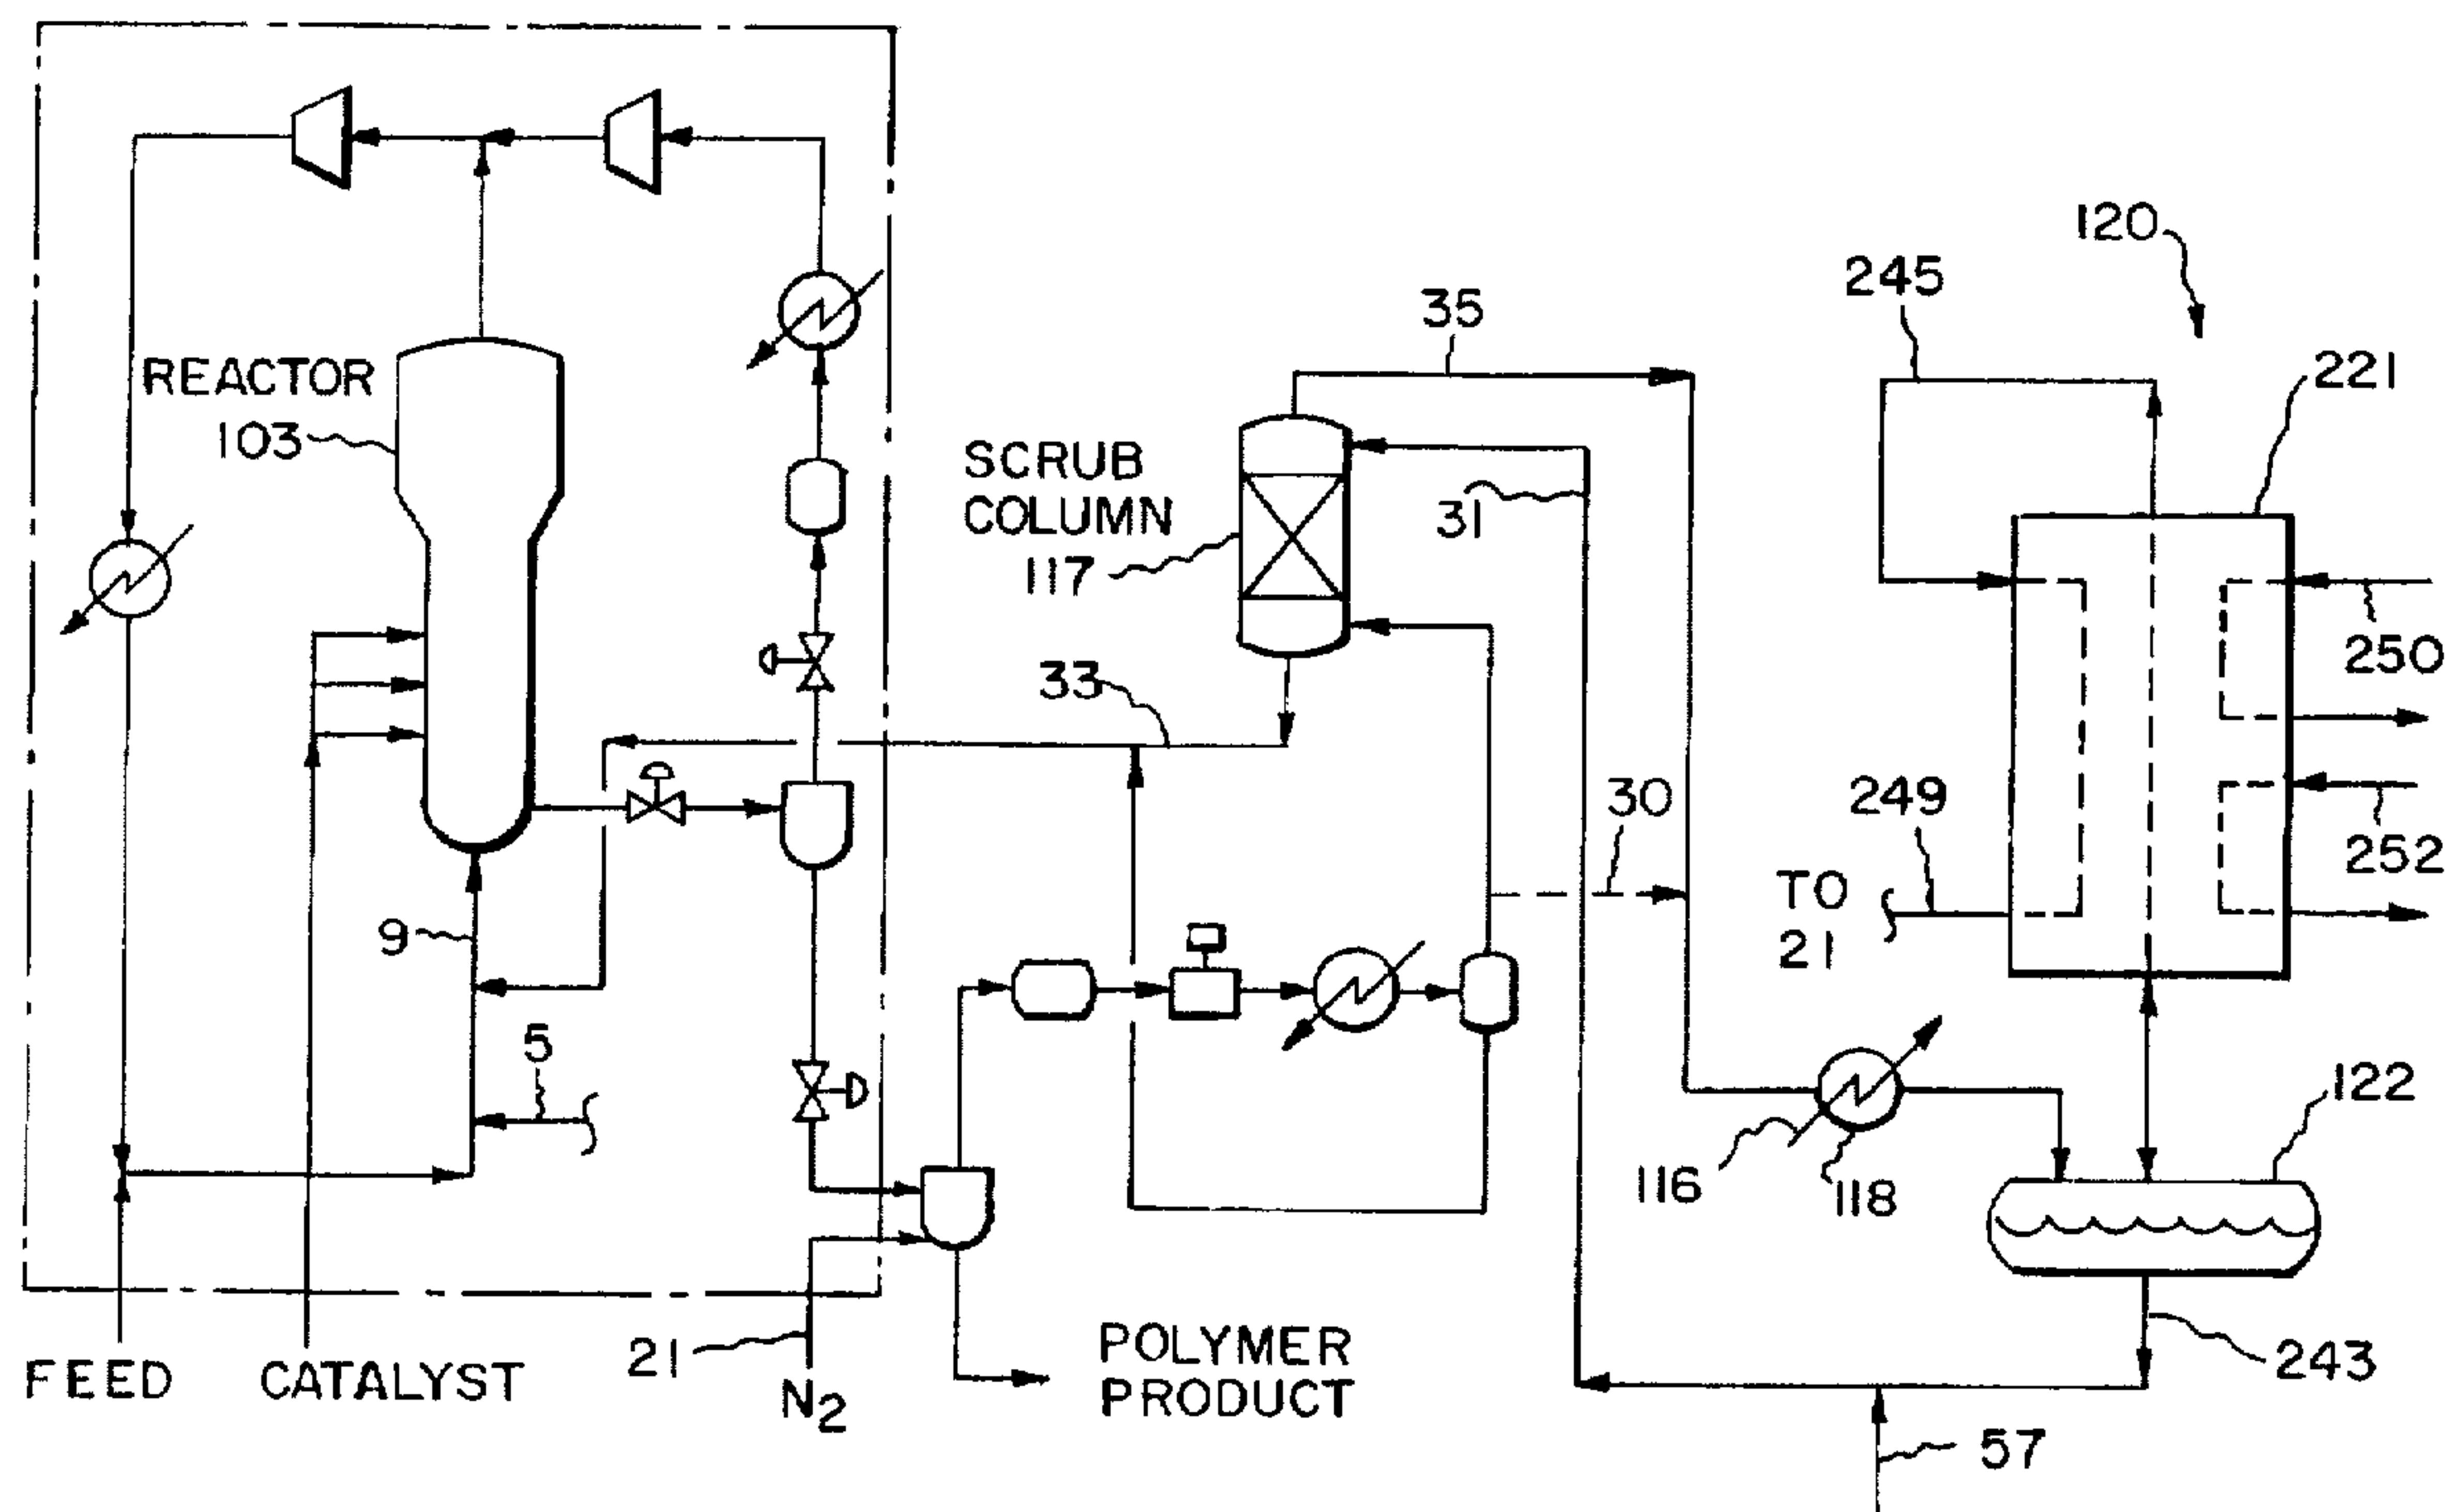 120
245
35
221
REACTOR
103
SCRUB
COLUMN
117
31
33
250
30
249
252
TO
21
9
5
122
116
118
21
N2
FEED
CATALYST
POLYMER
PRODUCT
243
57